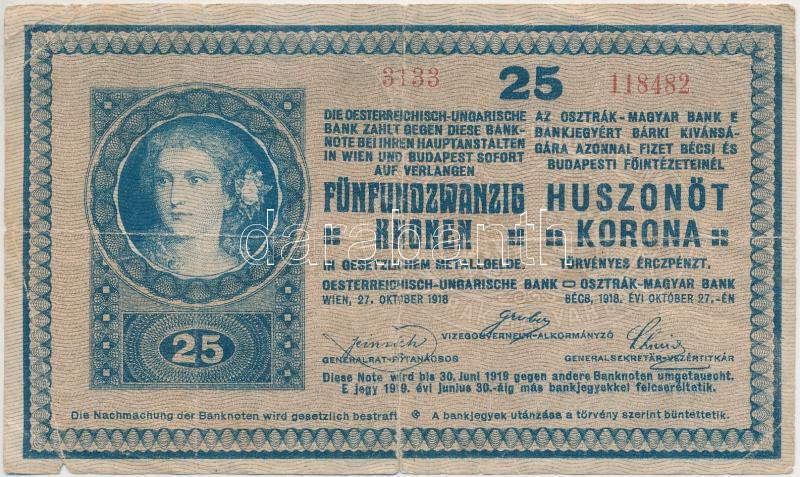 3133 25 118482
DIE OESTERREICHISCH-UNGARISCHE
BANK ZAHLT GEGEN DIESE BANK-
NOTE BEI IHREN HAUPTANSTALTEN
IN WIEN UND BUDAPEST SOFORT
AUF VERLANGEN
FÜNFUNDZWANZIG
KRONEN
IN GESETZLICHEM METALLGELDE.
OESTERREICHISCH-UNGARISCHE BANK
WIEN, 27. OKTOBER 1918
AZ OSZTRÁK-MAGYAR BANK E
BANKJEGYÉRT BÁRKI KIVÁNSÁ-
GÁRA AZONNAL FIZET BÉCSI ÉS
BUDAPESTI FŐINTÉZETEINÉL
HUSZONÖT
KORONA
TÖRVÉNYES ÉRCZPÉNZT.
OSZTRÁK-MAGYAR BANK
BÉCS, 1918. ÉVI OKTÓBER 27.-ÉN
darabanth
25
Gruber
VIZEGOUVERNEUR-ALKORMÁNYZÓ
GENERALRAT-FŐTANÁCSOS
GENERALSEKRETÄR-VEZÉRTITKÁR
Diese Note wird bis 30. Juni 1919 gegen andere Banknoten umgetauscht.
E jegy 1919. évi junius 30.-áig más bankjegyekkel felcseréltetik.
Die Nachmachung der Banknoten wird gesetzlich bestraft A bankjegyek utánzása a törvény szerint büntettetik.